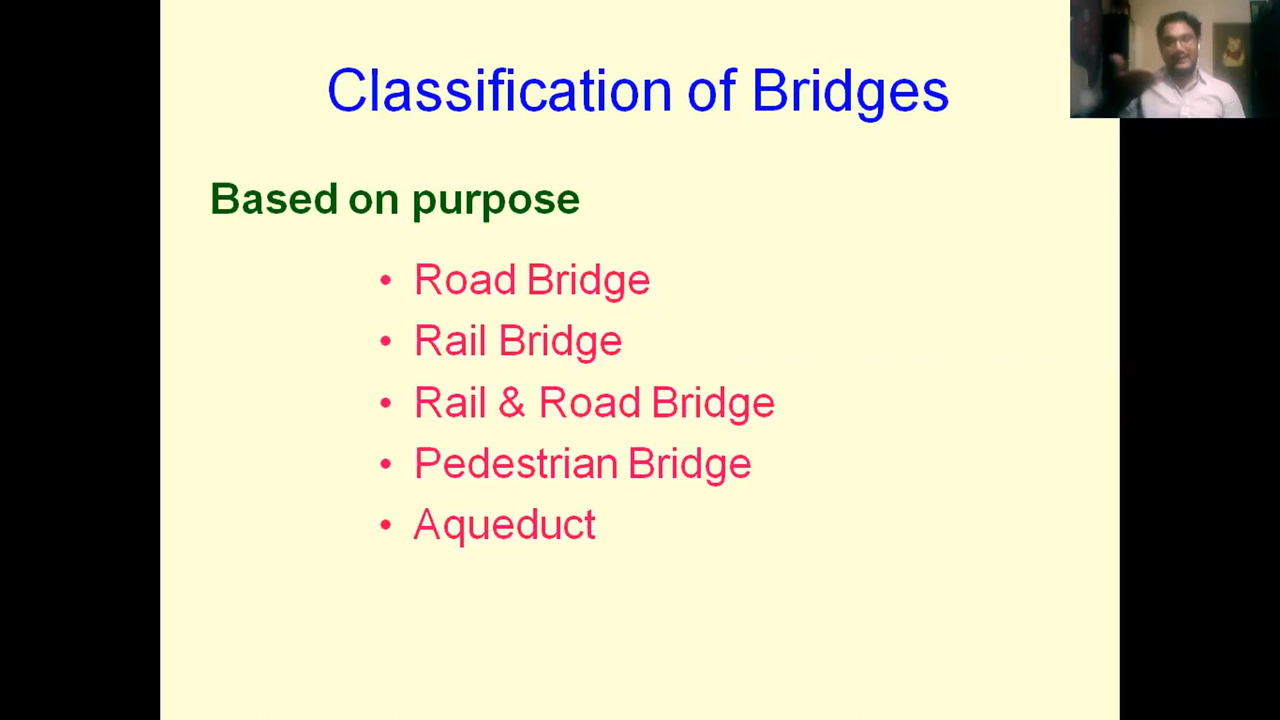 Classification of Bridges
Based on purpose
• Road Bridge
• Rail Bridge
• Rail & Road Bridge
• Pedestrian Bridge
• Aqueduct